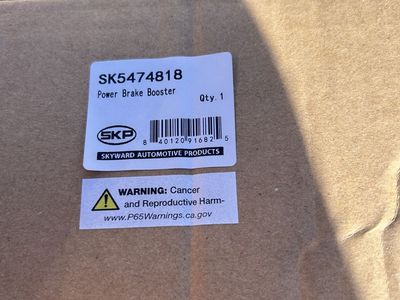 SK5474818
Power Brake Booster
Qty.1
SKP
8 40120 91682 5
SKYWARD AUTOMOTIVE PRODUCTS
WARNING: Cancer
and Reproductive Harm-
www.P65Warnings.ca.gov